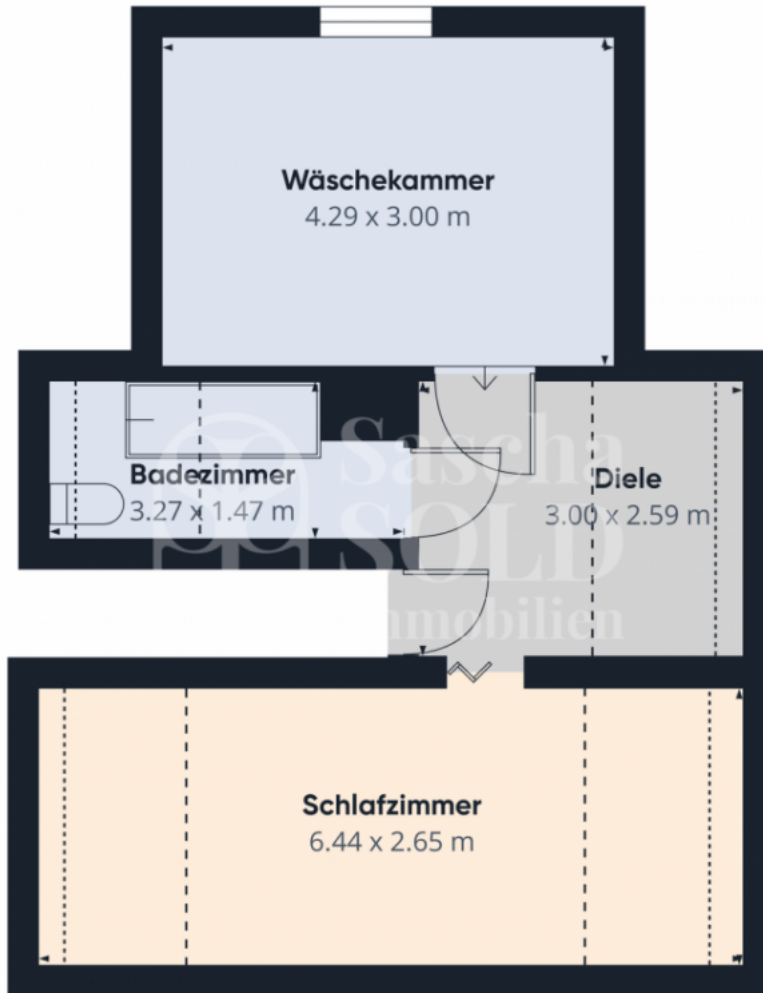 Wäschekammer
4.29 x 3.00 m
Sascha
SOLD
Immobilien
Badezimmer
3.27 x 1.47 m
Diele
3.00 x 2.59 m
Schlafzimmer
6.44 x 2.65 m